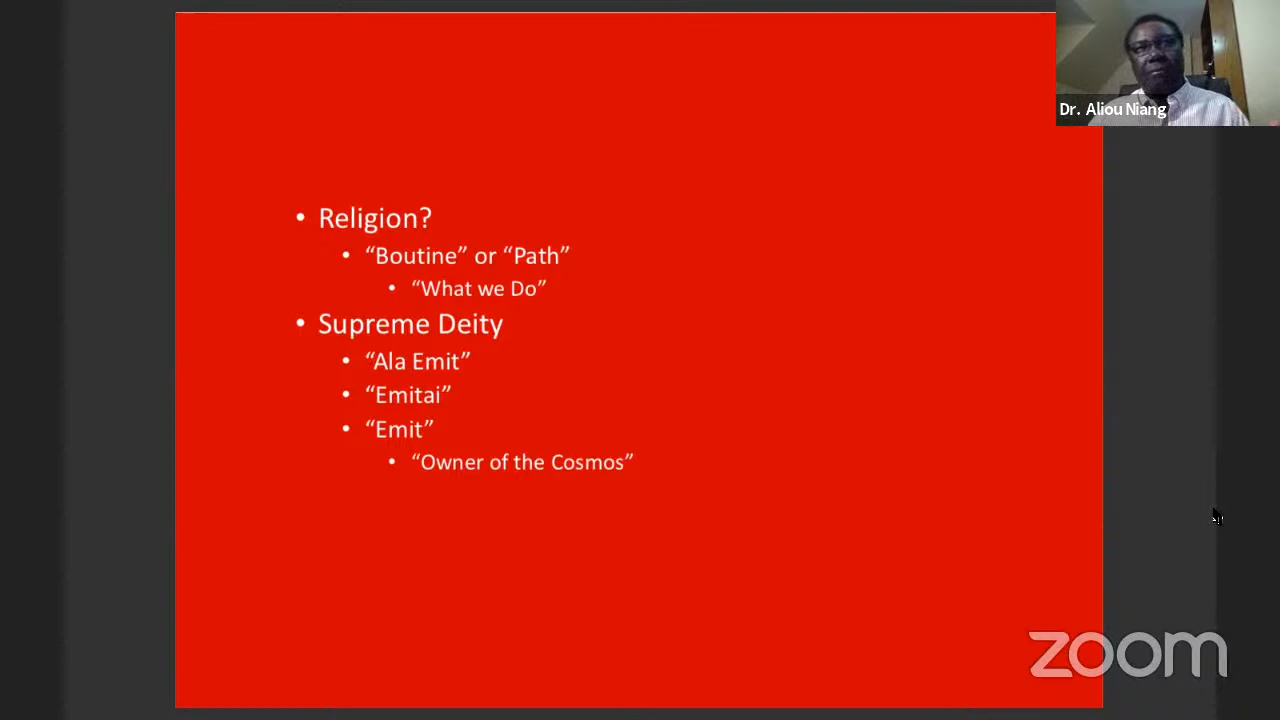 Dr. Aliou Niang
• Religion?
• “Boutine” or “Path”
• “What we Do”
• Supreme Deity
• “Ala Emit”
• “Emitai”
• “Emit”
• “Owner of the Cosmos”
zoom